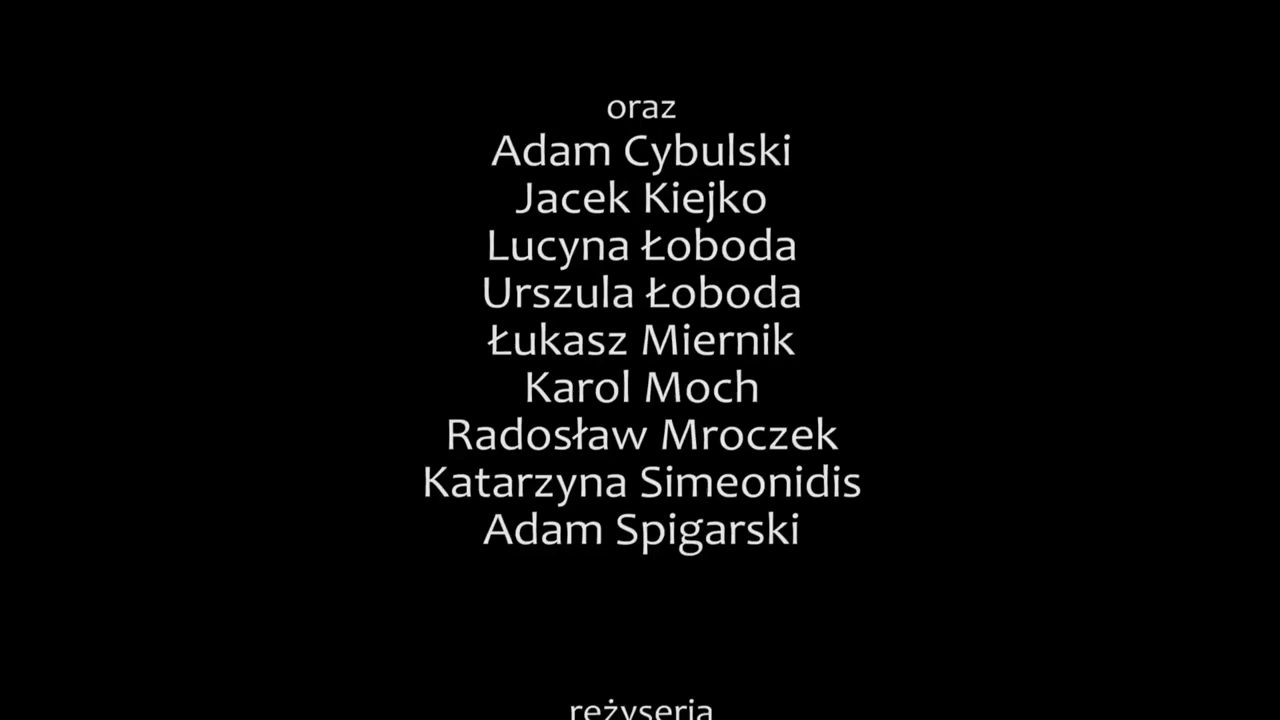 oraz
Adam Cybulski
Jacek Kiejko
Lucyna Łoboda
Urszula Łoboda
Łukasz Miernik
Karol Moch
Radosław Mroczek
Katarzyna Simeonidis
Adam Spigarski
reżyseria